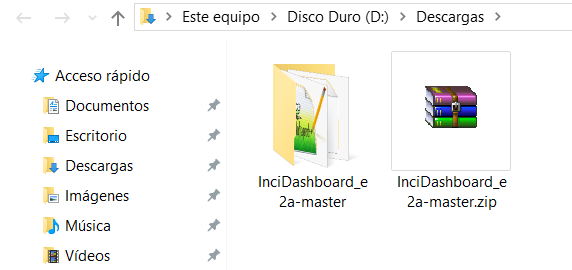 Este equipo > Disco Duro (D:) > Descargas >
Acceso rápido
Documentos
Escritorio
Descargas
Imágenes
Música
Vídeos
InciDashboard_e
2a-master
InciDashboard_e
2a-master.zip